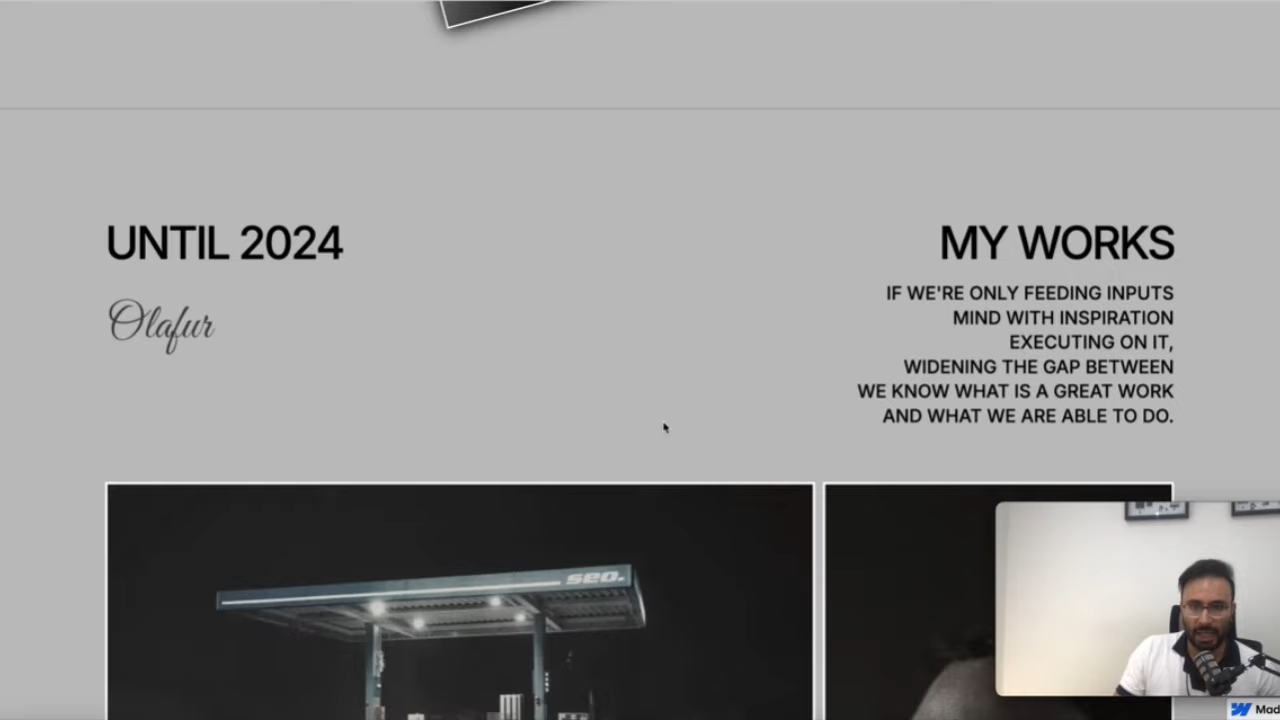 UNTIL 2024
Olafur
MY WORKS
IF WE'RE ONLY FEEDING INPUTS
MIND WITH INSPIRATION
EXECUTING ON IT,
WIDENING THE GAP BETWEEN
WE KNOW WHAT IS A GREAT WORK
AND WHAT WE ARE ABLE TO DO.
seo.
Mad